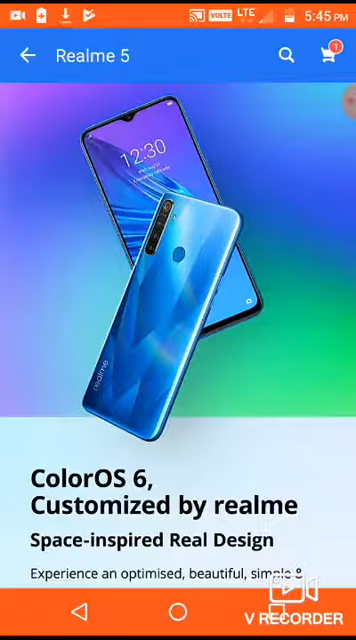 VOLTE LTE 5:45 PM
Realme 5
1
12:30
realme
ColorOS 6,
Customized by realme
Space-inspired Real Design
Experience an optimised, beautiful, simple &
V RECORDER